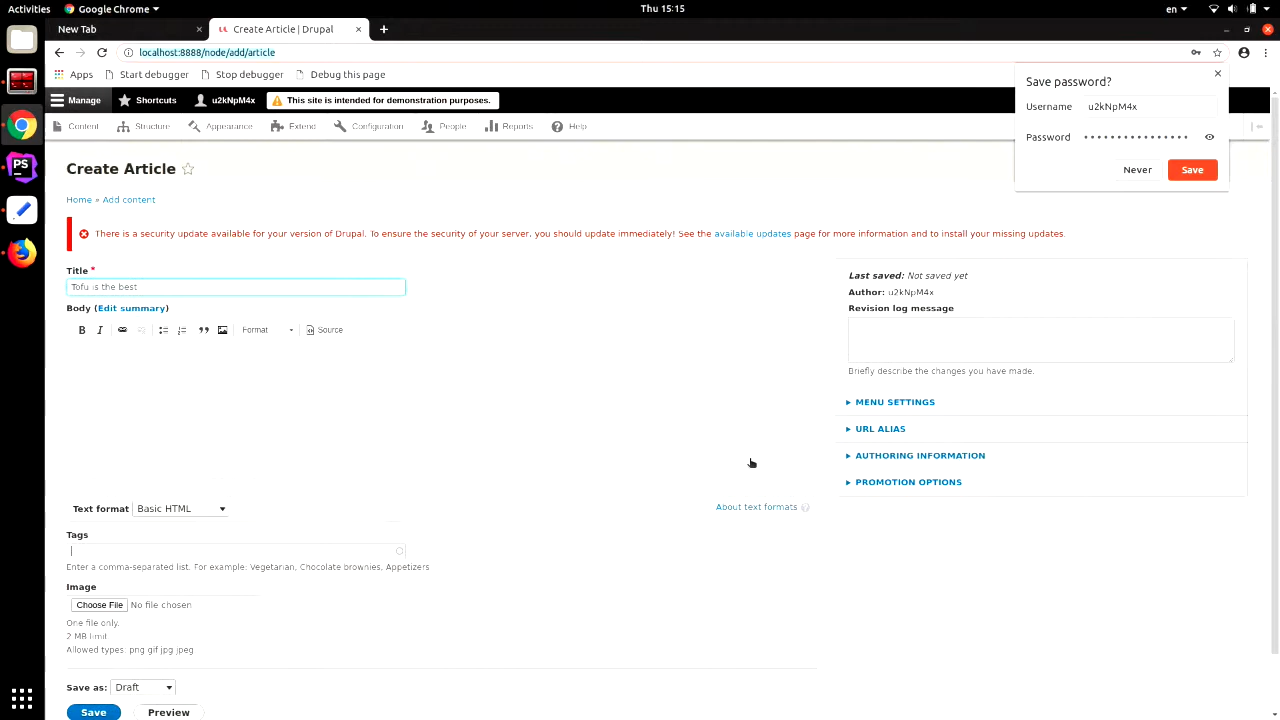 Activities
Google Chrome
Thu 15:15
en
New Tab
Create Article | Drupal
localhost:8888/node/add/article
Apps
Start debugger
Stop debugger
Debug this page
Manage
Shortcuts
u2kNpM4x
This site is intended for demonstration purposes.
Content
Structure
Appearance
Extend
Configuration
People
Reports
Help
Save password?
Username u2kNpM4x
Password ••••••••••••••••
Never
Save
Create Article
Home » Add content
There is a security update available for your version of Drupal. To ensure the security of your server, you should update immediately! See the available updates page for more information and to install your missing updates.
Title *
Tofu is the best
Body (Edit summary)
B I Format Source
Text format Basic HTML
About text formats ?
Tags
Enter a comma-separated list. For example: Vegetarian, Chocolate brownies, Appetizers
Image
Choose File No file chosen
One file only.
2 MB limit
Allowed types: png gif jpg jpeg
Save as: Draft
Save
Preview
Last saved: Not saved yet
Author: u2kNpM4x
Revision log message
Briefly describe the changes you have made.
MENU SETTINGS
URL ALIAS
AUTHORING INFORMATION
PROMOTION OPTIONS
PS